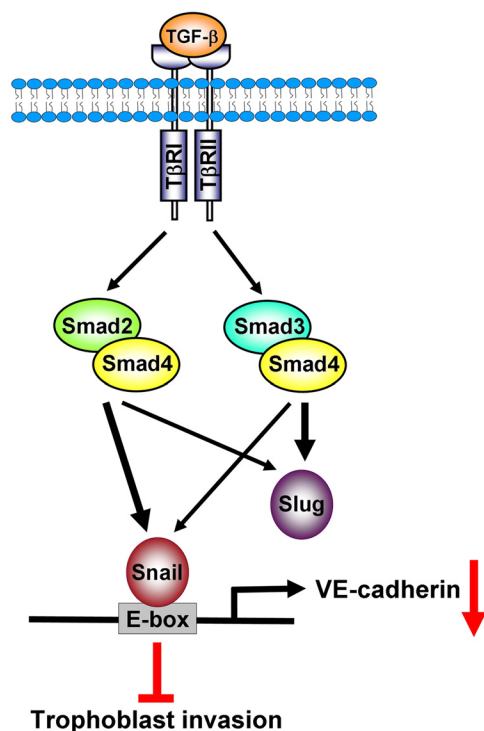 TGF-β
TβRI
TβRII
Smad2
Smad4
Smad3
Smad4
Slug
Snail
E-box
VE-cadherin
Trophoblast invasion